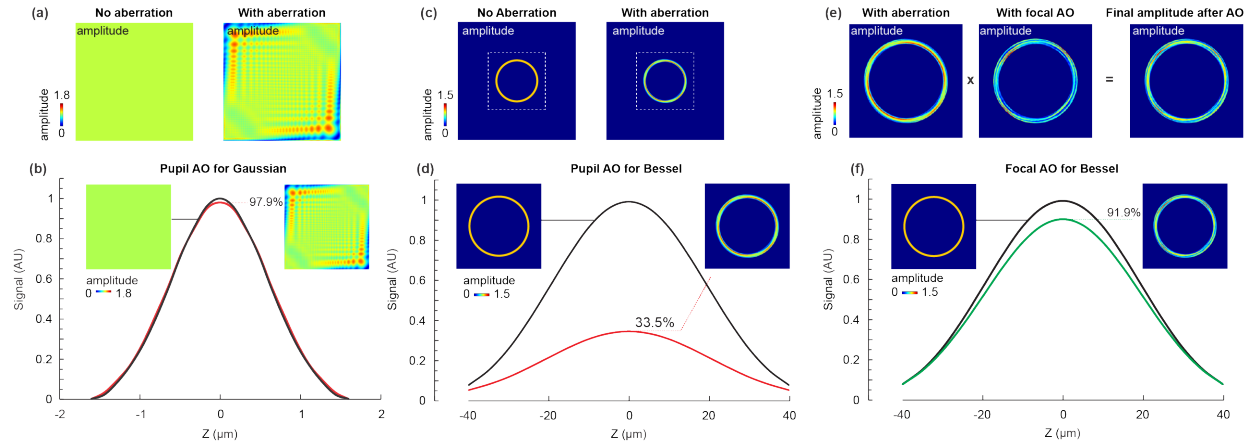 (a)
No aberration
With aberration
amplitude
amplitude
amplitude
0
1.8
(b)
Pupil AO for Gaussian
Signal (AU)
1
0.8
0.6
0.4
0.2
0
97.9%
amplitude
0
1.8
-2
-1
0
1
2
Z (μm)
(c)
No Aberration
With aberration
amplitude
amplitude
amplitude
0
1.5
(d)
Pupil AO for Bessel
Signal (AU)
1
0.8
0.6
0.4
0.2
0
33.5%
amplitude
0
1.5
-40
-20
0
20
40
Z (μm)
(e)
With aberration
With focal AO
Final amplitude after AO
amplitude
amplitude
amplitude
x
=
amplitude
0
1.5
(f)
Focal AO for Bessel
Signal (AU)
1
0.8
0.6
0.4
0.2
0
91.9%
amplitude
0
1.5
-40
-20
0
20
40
Z (μm)